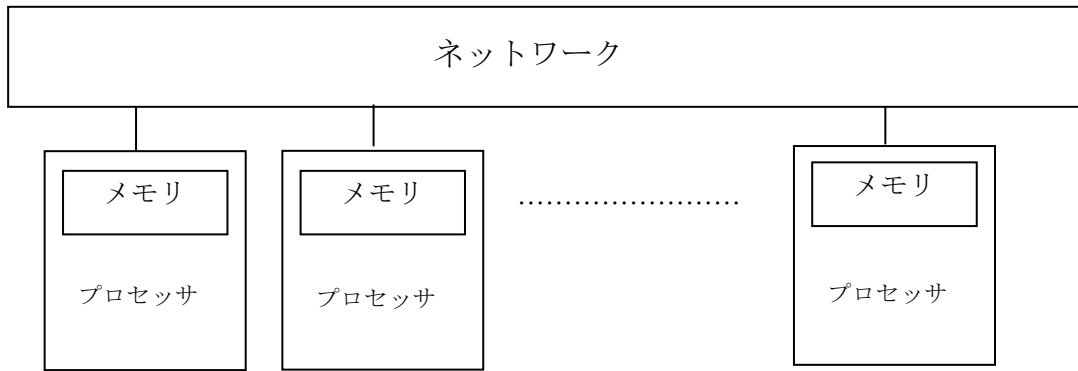 ネットワーク
メモリ
メモリ
........................
メモリ
プロセッサ
プロセッサ
プロセッサ